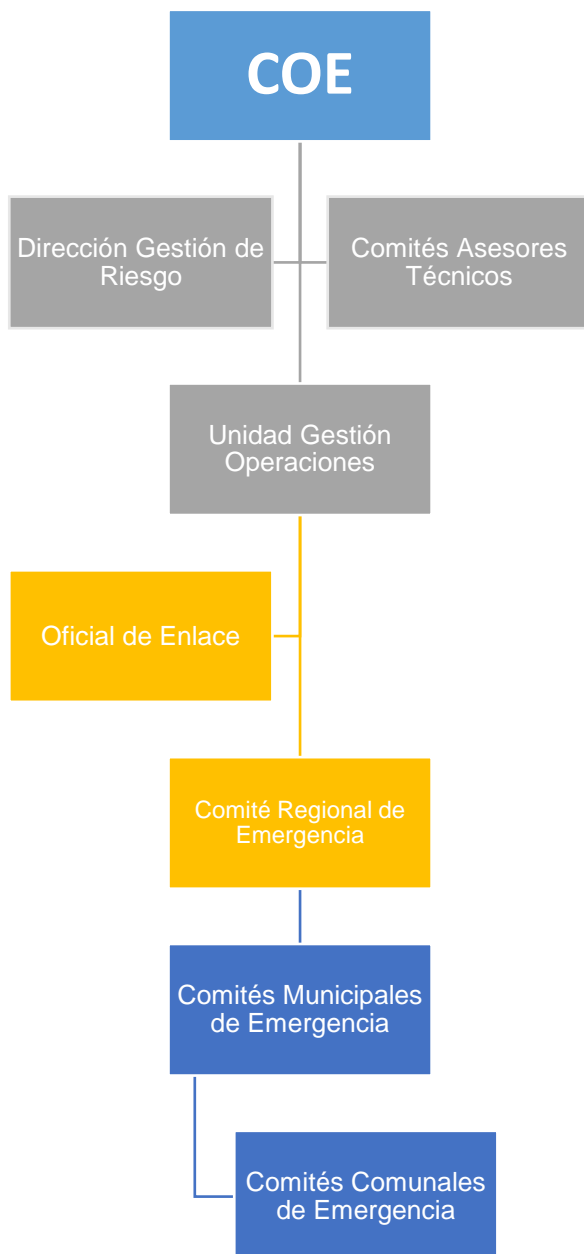 COE
Dirección Gestión de
Riesgo
Comités Asesores
Técnicos
Unidad Gestión
Operaciones
Oficial de Enlace
Comité Regional de
Emergencia
Comités Municipales
de Emergencia
Comités Comunales
de Emergencia